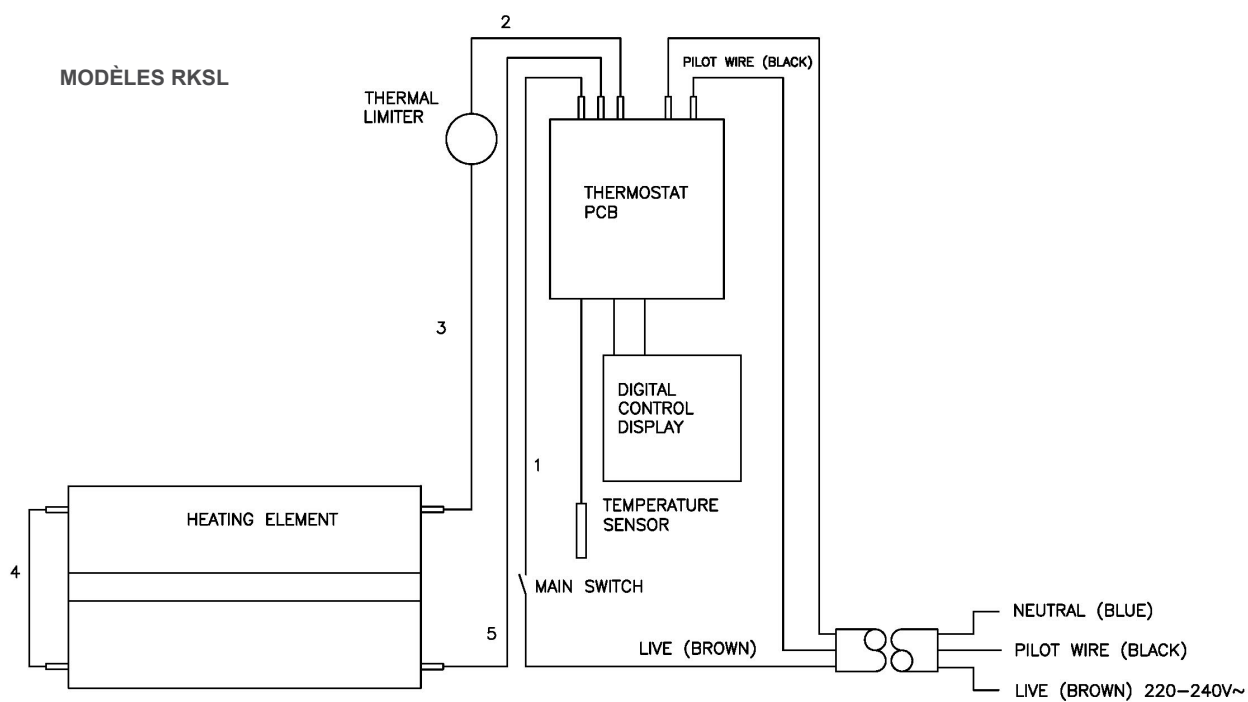 2
MODÈLES RKSL
PILOT WIRE (BLACK)
THERMAL
LIMITER
THERMOSTAT
PCB
3
DIGITAL
CONTROL
DISPLAY
1
TEMPERATURE
SENSOR
HEATING ELEMENT
4
MAIN SWITCH
NEUTRAL (BLUE)
5
LIVE (BROWN)
PILOT WIRE (BLACK)
LIVE (BROWN) 220-240V~